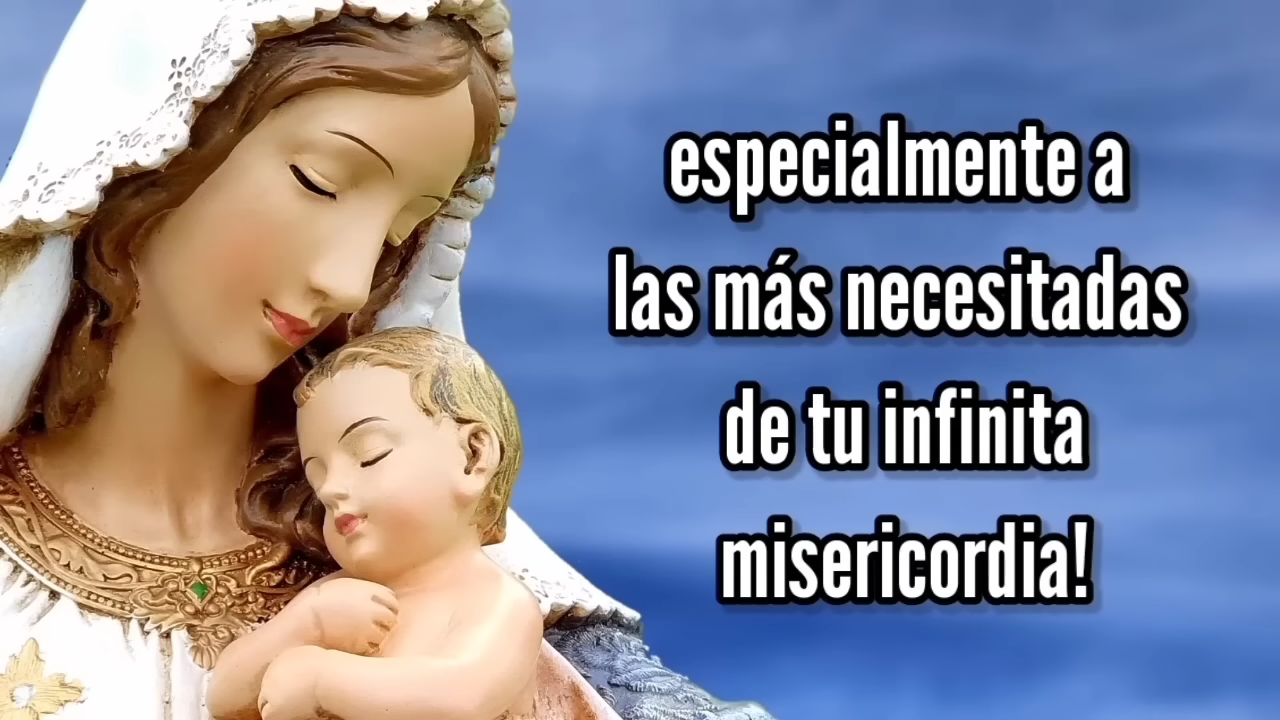 especialmente a
las más necesitadas
de tu infinita
misericordia!